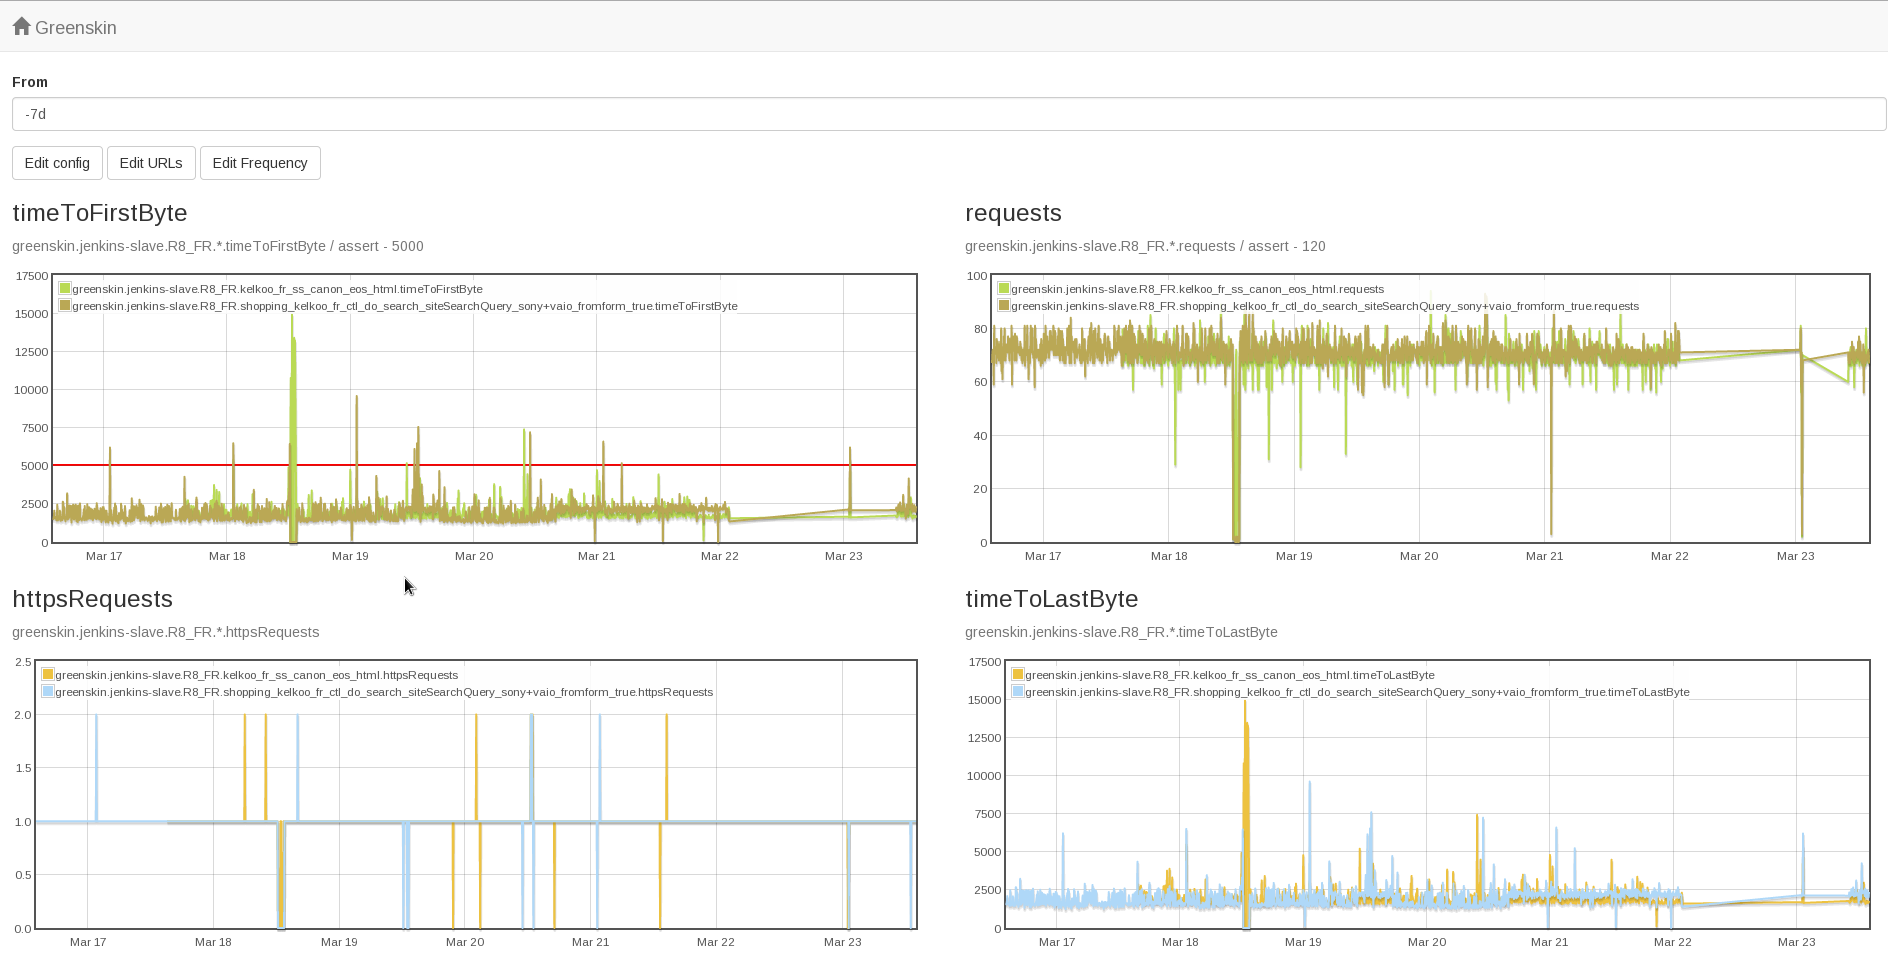 Greenskin
From
-7d
Edit config
Edit URLs
Edit Frequency
timeToFirstByte
greenskin.jenkins-slave.R8_FR.*.timeToFirstByte / assert - 5000
17500
15000
12500
10000
7500
5000
2500
0
greenskin.jenkins-slave.R8_FR.kelkoo_fr_ss_canon_eos_html.timeToFirstByte
greenskin.jenkins-slave.R8_FR.shopping_kelkoo_fr_ctl_do_search_siteSearchQuery_sony+vaio_fromform_true.timeToFirstByte
Mar 17 Mar 18 Mar 19 Mar 20 Mar 21 Mar 22 Mar 23
requests
greenskin.jenkins-slave.R8_FR.*.requests / assert - 120
100
80
60
40
20
0
greenskin.jenkins-slave.R8_FR.kelkoo_fr_ss_canon_eos_html.requests
greenskin.jenkins-slave.R8_FR.shopping_kelkoo_fr_ctl_do_search_siteSearchQuery_sony+vaio_fromform_true.requests
Mar 17 Mar 18 Mar 19 Mar 20 Mar 21 Mar 22 Mar 23
httpsRequests
greenskin.jenkins-slave.R8_FR.*.httpsRequests
2.5
2.0
1.5
1.0
0.5
0.0
greenskin.jenkins-slave.R8_FR.kelkoo_fr_ss_canon_eos_html.httpsRequests
greenskin.jenkins-slave.R8_FR.shopping_kelkoo_fr_ctl_do_search_siteSearchQuery_sony+vaio_fromform_true.httpsRequests
Mar 17 Mar 18 Mar 19 Mar 20 Mar 21 Mar 22 Mar 23
timeToLastByte
greenskin.jenkins-slave.R8_FR.*.timeToLastByte
17500
15000
12500
10000
7500
5000
2500
0
greenskin.jenkins-slave.R8_FR.kelkoo_fr_ss_canon_eos_html.timeToLastByte
greenskin.jenkins-slave.R8_FR.shopping_kelkoo_fr_ctl_do_search_siteSearchQuery_sony+vaio_fromform_true.timeToLastByte
Mar 17 Mar 18 Mar 19 Mar 20 Mar 21 Mar 22 Mar 23